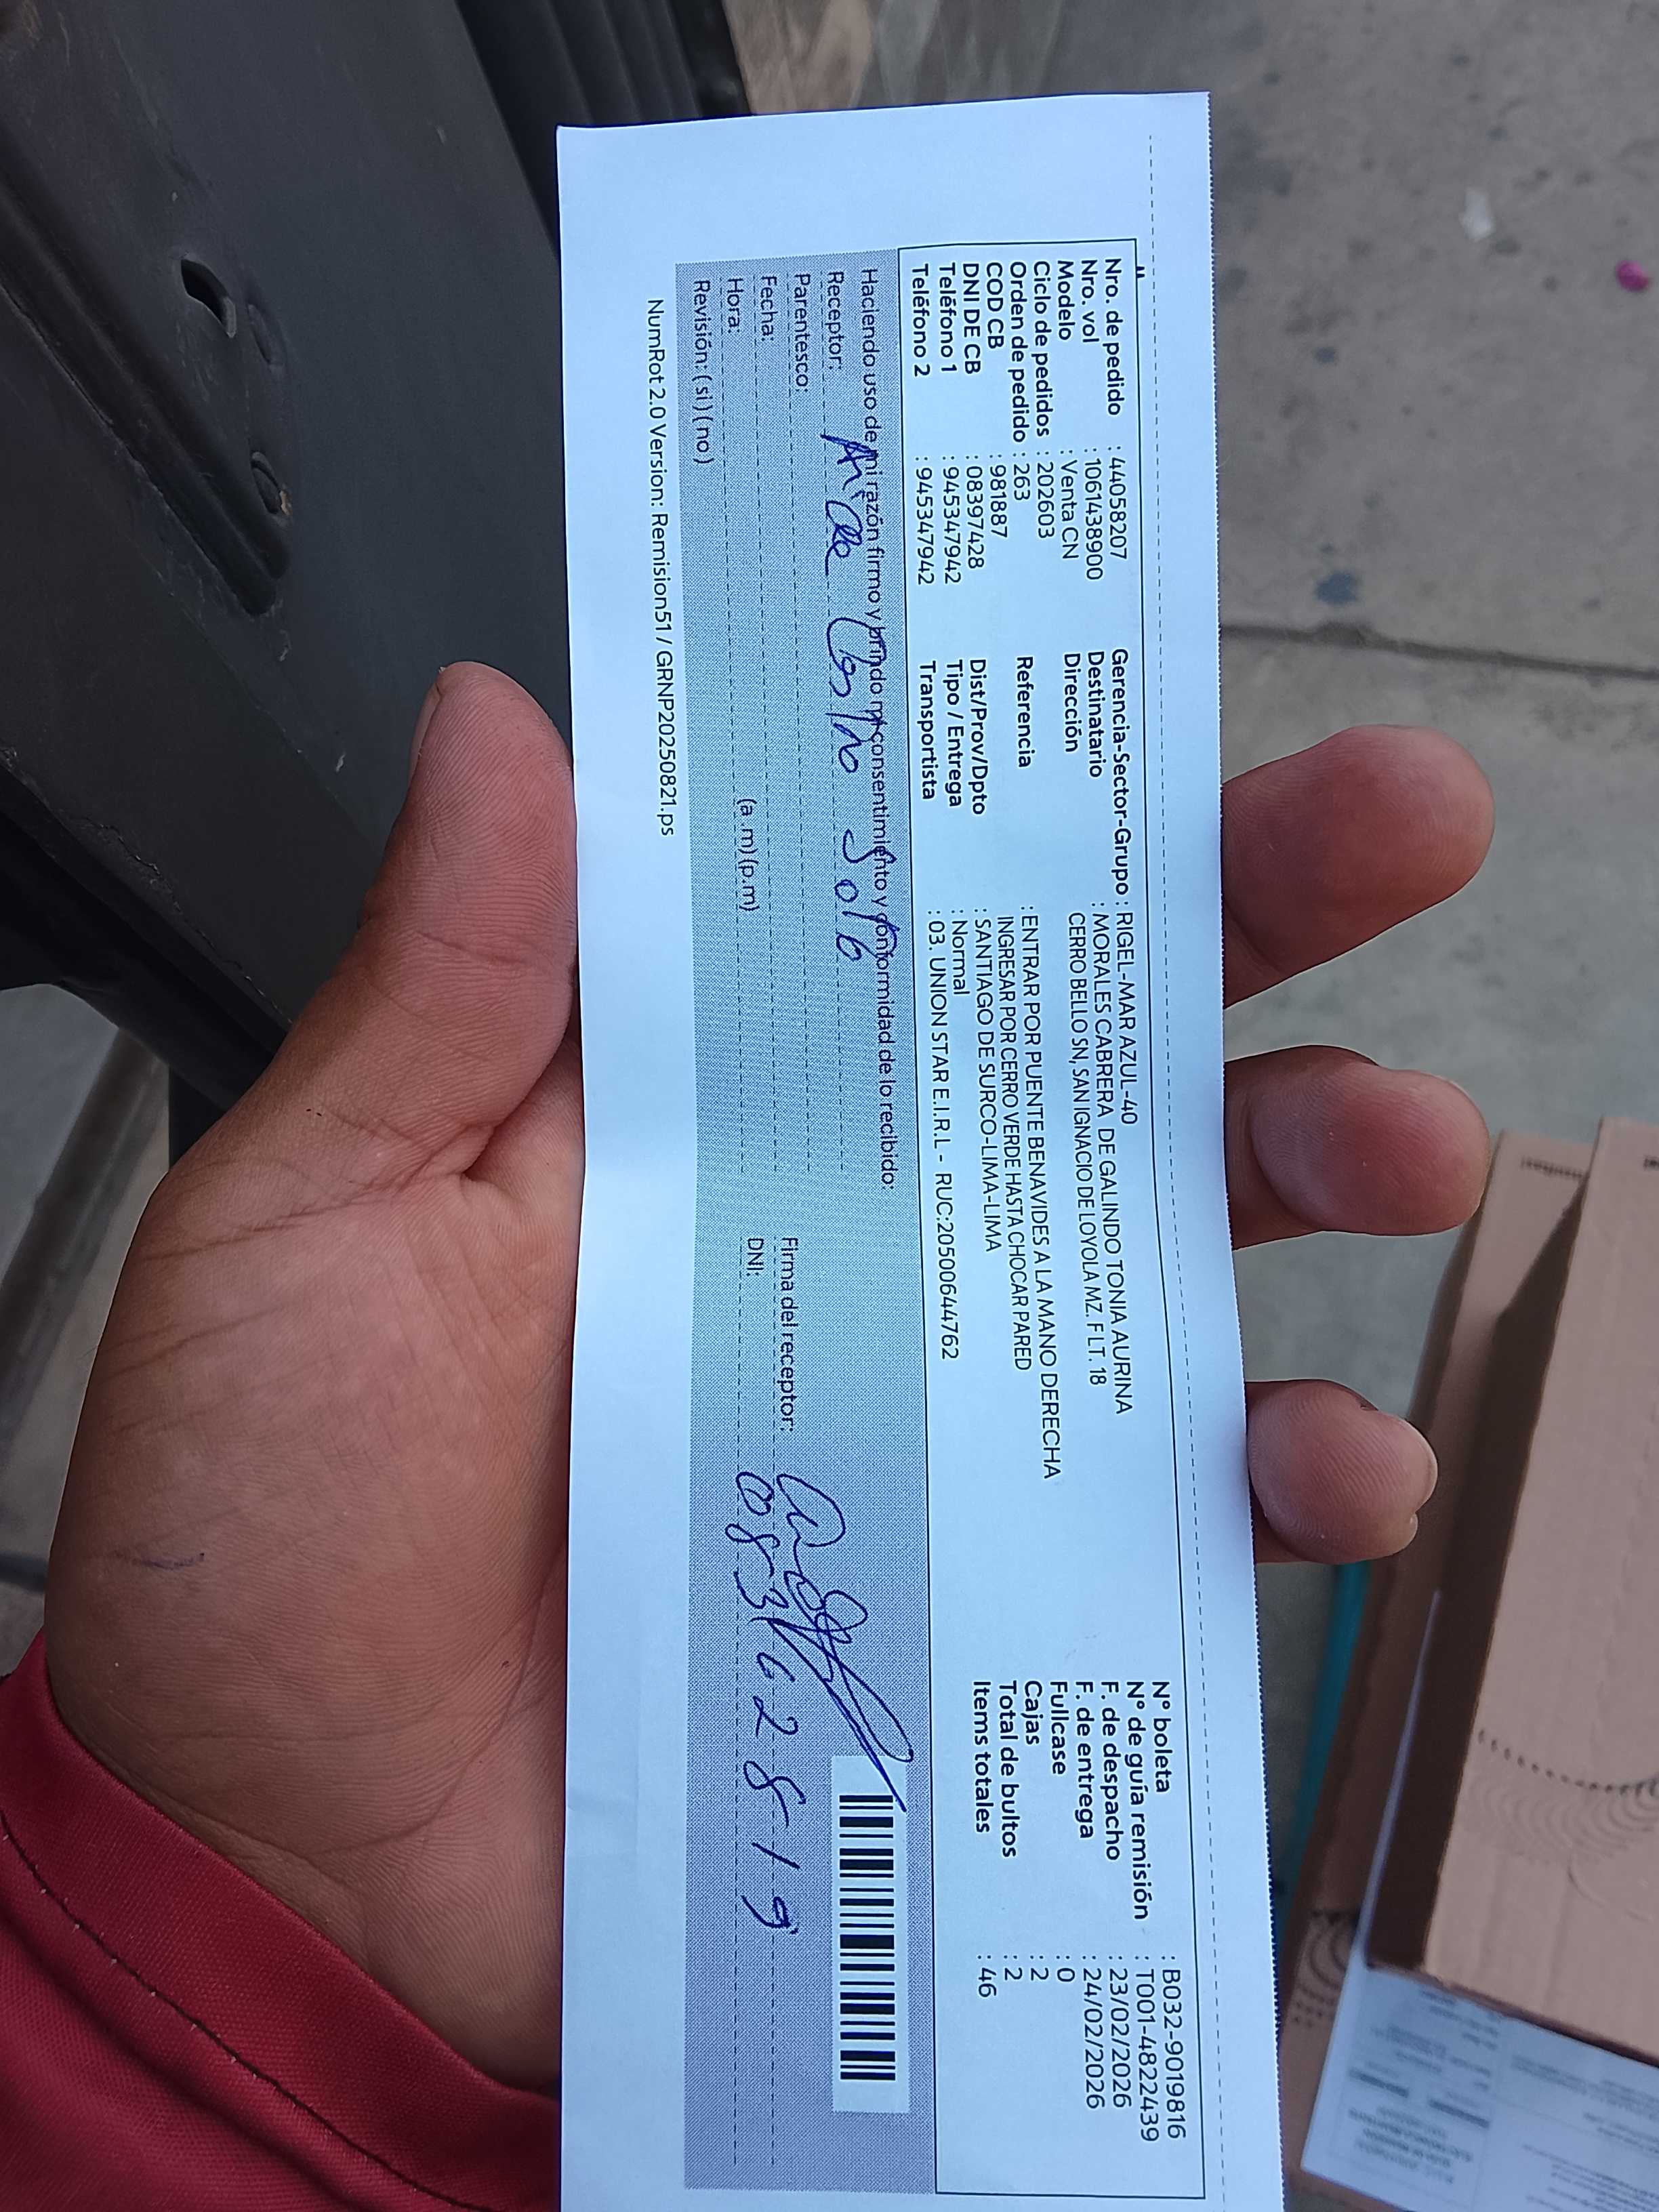 Nro. de pedido : 44058207
Nro. vol : 1061438900
Modelo : Venta CN
Ciclo de pedidos : 202603
Orden de pedido : 263
COD CB : 981887
DNI DE CB : 08397428
Teléfono 1 : 945347942
Teléfono 2 : 945347942
Gerencia-Sector-Grupo : RIGEL-MAR AZUL-40
Destinatario : MORALES CABRERA DE GALINDO TONIA AURINA
Dirección CERRO BELLO SN, SAN IGNACIO DE LOYOLA MZ. F LT. 18
Referencia : ENTRAR POR PUENTE BENAVIDES A LA MANO DERECHA
INGRESAR POR CERRO VERDE HASTA CHOCAR PARED
Dist/Prov/Dpto : SANTIAGO DE SURCO-LIMA-LIMA
Tipo / Entrega : Normal
Transportista : 03. UNION STAR E.I.R.L - RUC:20500644762
N° boleta : B032-9019816
N° de guía remisión : T001-4822439
F. de despacho : 23/02/2026
F. de entrega : 24/02/2026
Fullcase : 0
Cajas : 2
Total de bultos : 2
Items totales : 46
Haciendo uso de mi razón firmo y brindo mi consentimiento y conformidad de lo recibido:
Receptor: Soto
Parentesco:
Fecha:
Hora: (a .m) (p.m)
Revisión: ( si ) ( no )
Firma del receptor:
DNI:
NumRot 2.0 Version: Remision51 / GRNP20250821.ps